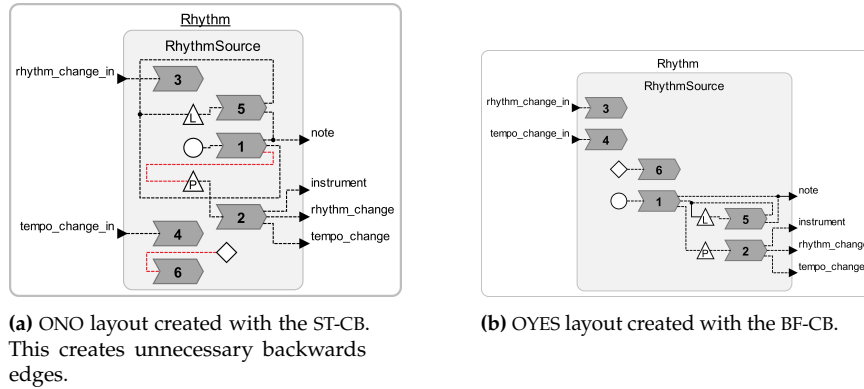 Rhythm
RhythmSource
rhythm_change_in
3
L
5
1
note
P
instrument
2
rhythm_change
tempo_change_in
4
tempo_change
6
(a) ONO layout created with the ST-CB.
This creates unnecessary backwards
edges.
Rhythm
RhythmSource
rhythm_change_in
3
tempo_change_in
4
6
1
note
L
5
instrument
P
2
rhythm_change
tempo_change
(b) OYES layout created with the BF-CB.